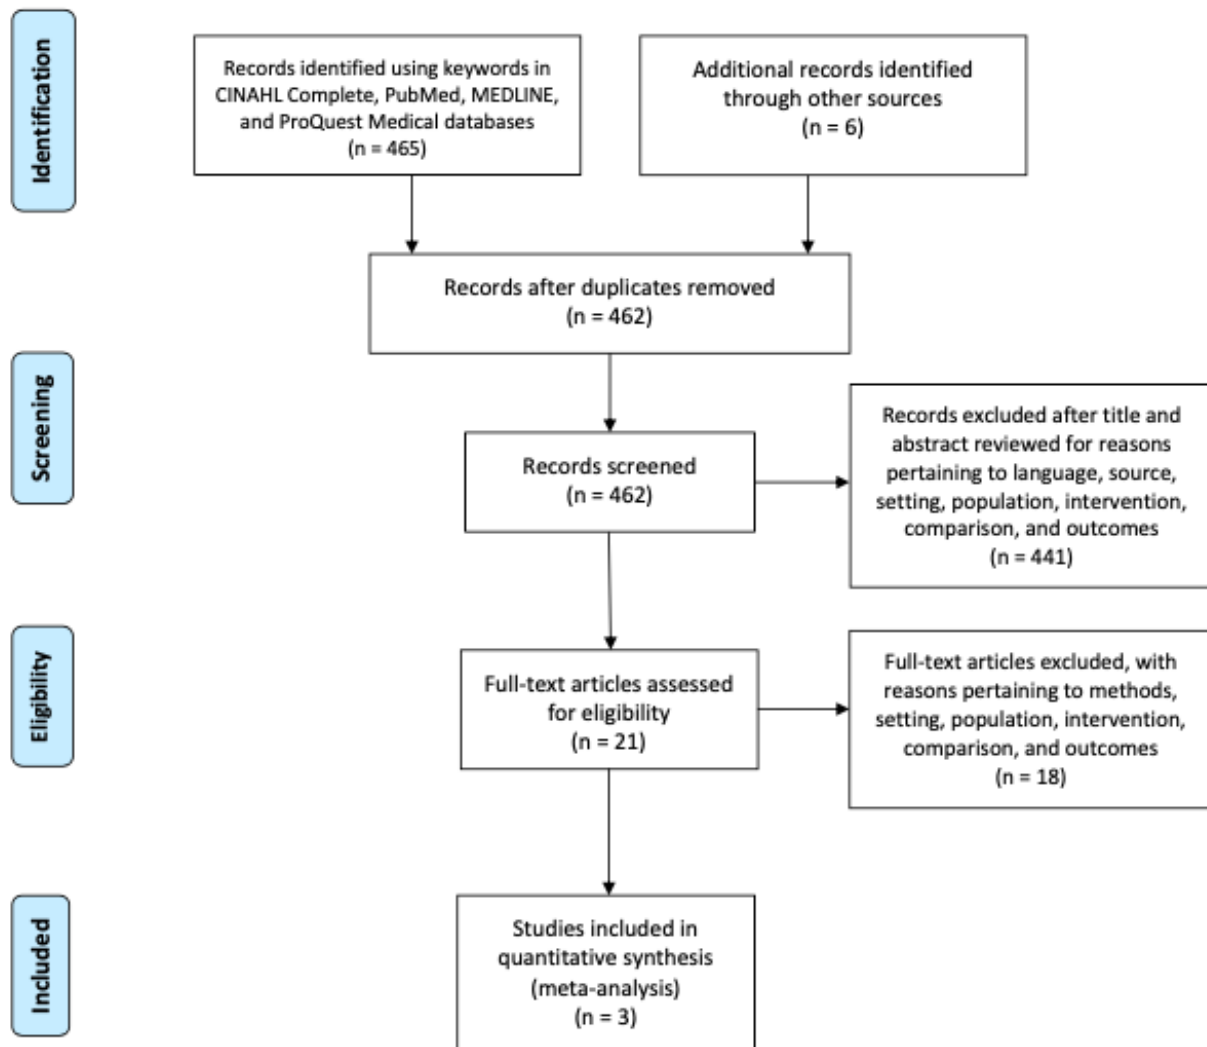 Identification
Records identified using keywords in
CINAHL Complete, PubMed, MEDLINE,
and ProQuest Medical databases
(n = 465)
Additional records identified
through other sources
(n = 6)
Records after duplicates removed
(n = 462)
Screening
Records screened
(n = 462)
Records excluded after title and
abstract reviewed for reasons
pertaining to language, source,
setting, population, intervention,
comparison, and outcomes
(n = 441)
Eligibility
Full-text articles assessed
for eligibility
(n = 21)
Full-text articles excluded, with
reasons pertaining to methods,
setting, population, intervention,
comparison, and outcomes
(n = 18)
Included
Studies included in
quantitative synthesis
(meta-analysis)
(n = 3)